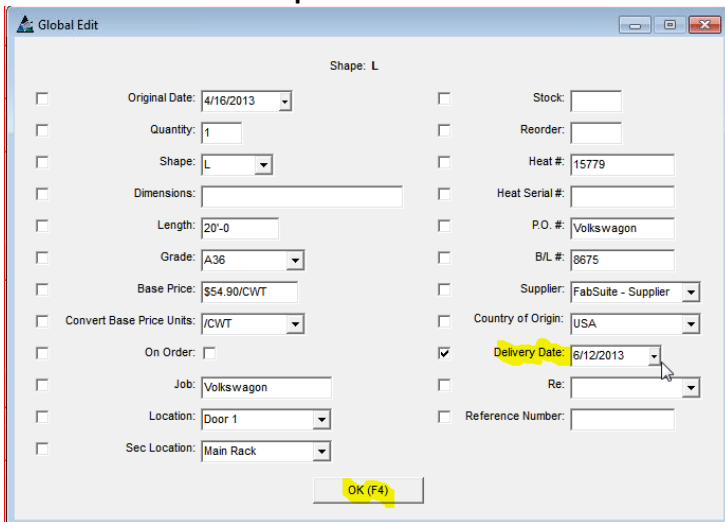 Global Edit
Shape: L
Original Date: 4/16/2013
Stock:
Quantity: 1
Reorder:
Shape: L
Heat #: 15779
Dimensions:
Heat Serial #:
Length: 20'-0
P.O. #: Volkswagon
Grade: A36
B/L #: 8675
Base Price: $54.90/CWT
Supplier: FabSuite - Supplier
Convert Base Price Units: /CWT
Country of Origin: USA
On Order:
Delivery Date: 6/12/2013
Job: Volkswagon
Re:
Location: Door 1
Reference Number:
Sec Location: Main Rack
OK (F4)